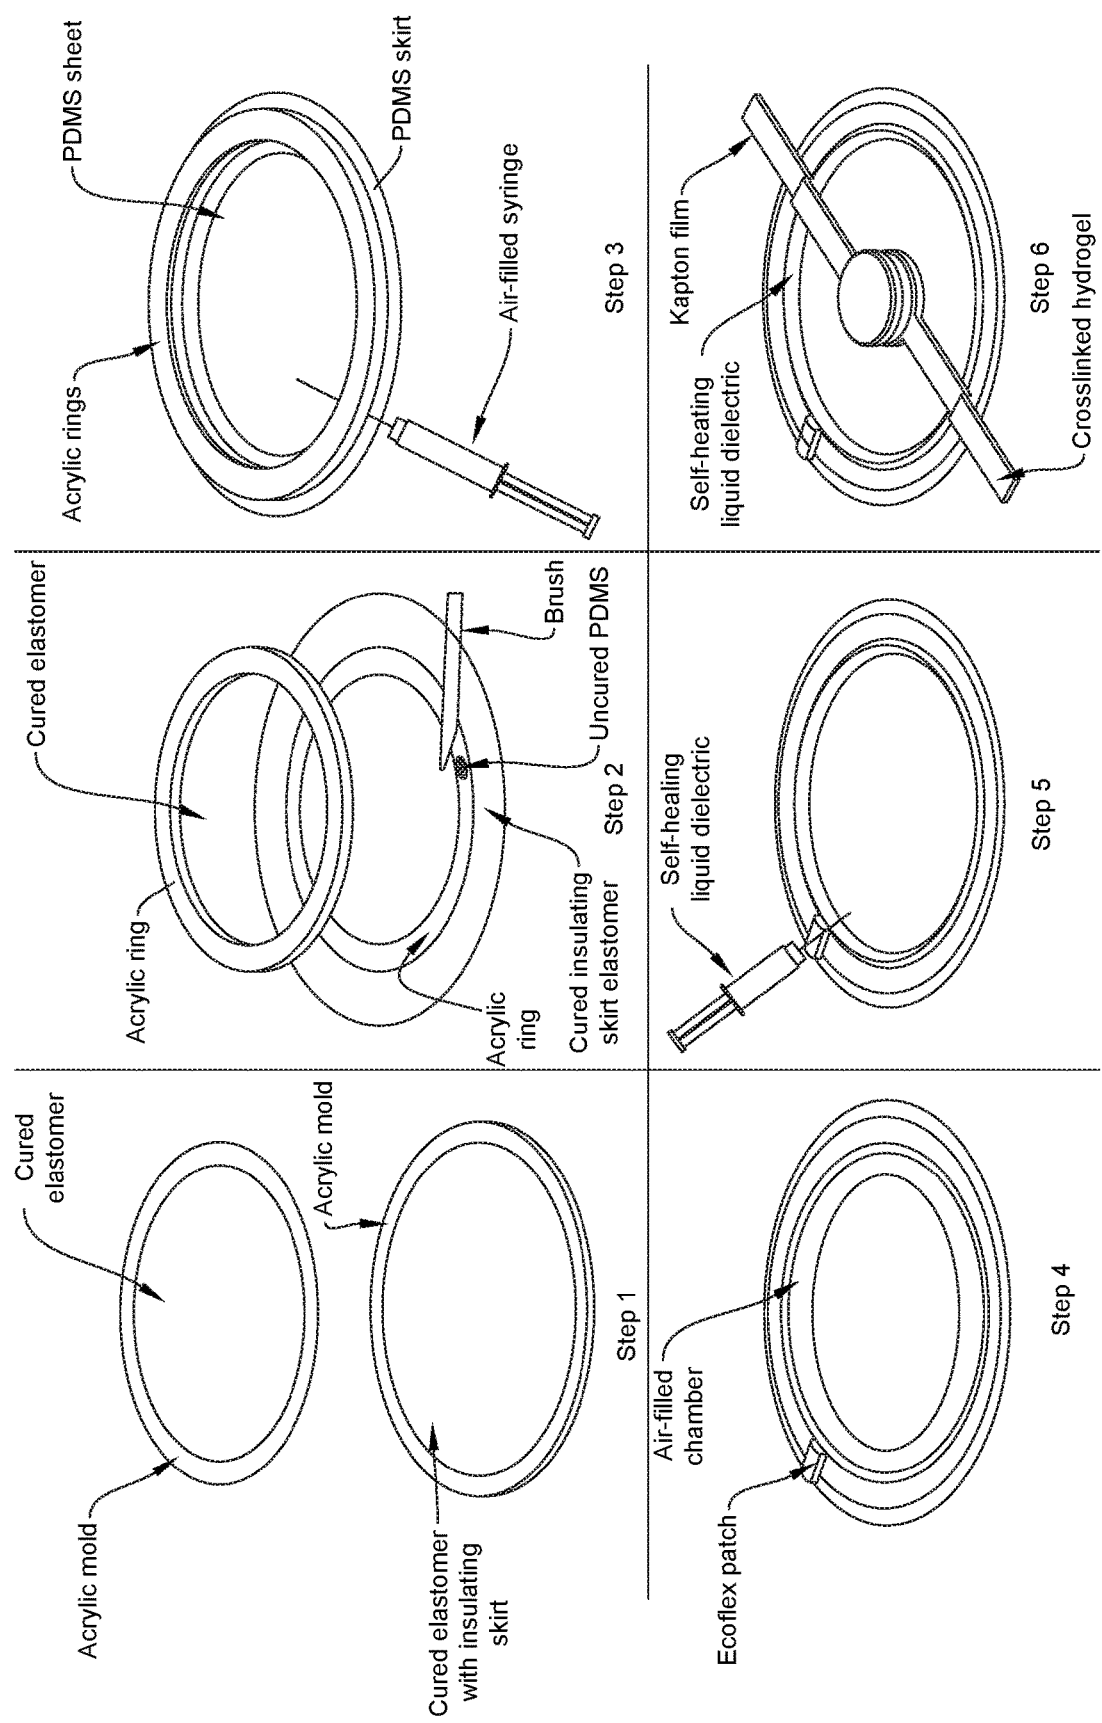 Cured
elastomer
Acrylic mold
Acrylic mold
Cured elastomer
with insulating
skirt
Step 1
Cured elastomer
Acrylic ring
Acrylic
ring
Cured insulating
skirt elastomer
Brush
Uncured PDMS
Step 2
PDMS sheet
Acrylic rings
PDMS skirt
Air-filled syringe
Step 3
Air-filled
chamber
Ecoflex patch
Step 4
Self-healing
liquid dielectric
Step 5
Kapton film
Self-heating
liquid dielectric
Crosslinked hydrogel
Step 6